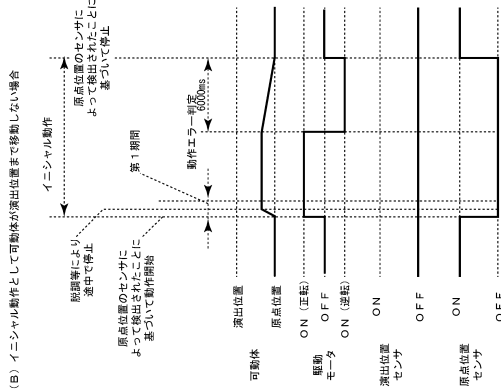 (B) イニシャル動作として可動体が演出位置まで移動しない場合
イニシャル動作
原点位置のセンサに
よって検出されたことに
基づいて停止
脱調等により
途中で停止
第1期間
動作エラー判定
6000ms
原点位置のセンサに
よって検出されたことに
基づいて動作開始
可動体
演出位置
原点位置
駆動
モータ
ON(正転)
OFF
ON(逆転)
演出位置
センサ
ON
OFF
原点位置
センサ
ON
OFF